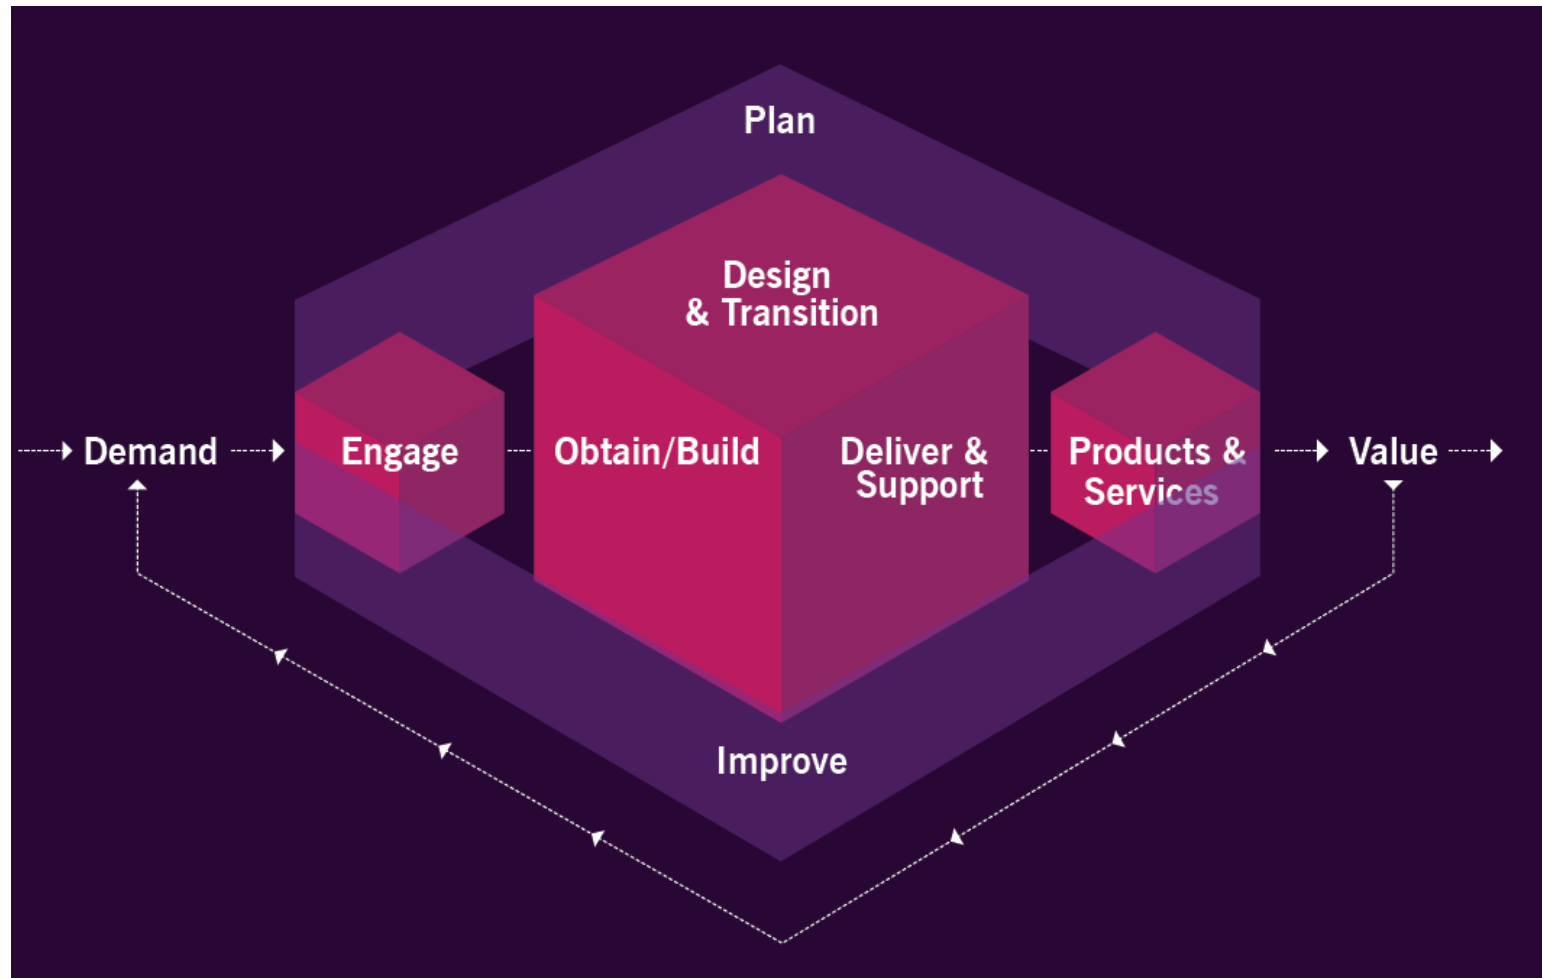 Plan
Design
& Transition
Demand
Engage
Obtain/Build
Deliver &
Support
Products &
Services
Value
Improve